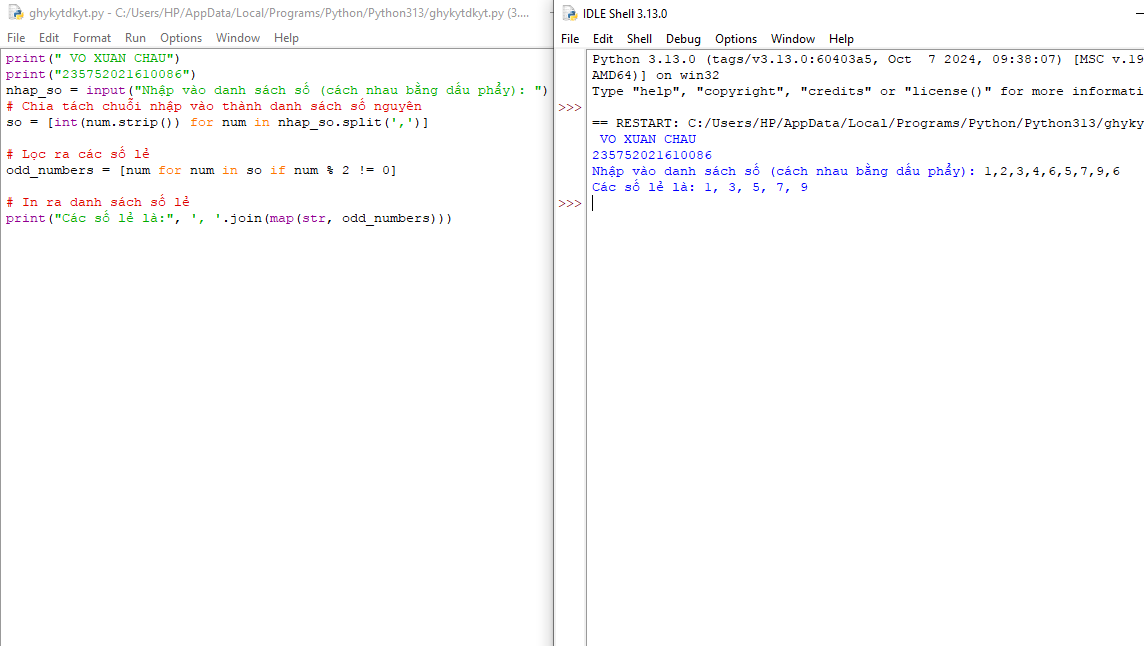 ghykytdkyt.py - C:/Users/HP/AppData/Local/Programs/Python/Python313/ghykytdkyt.py (3....
File Edit Format Run Options Window Help
print(" VO XUAN CHAU")
print("235752021610086")
nhap_so = input("Nhập vào danh sách số (cách nhau bằng dấu phẩy): ")
# Chia tách chuỗi nhập vào thành danh sách số nguyên
so = [int(num.strip()) for num in nhap_so.split(',')]
# Lọc ra các số lẻ
odd_numbers = [num for num in so if num % 2 != 0]
# In ra danh sách số lẻ
print("Các số lẻ là:", ', '.join(map(str, odd_numbers)))
IDLE Shell 3.13.0
File Edit Shell Debug Options Window Help
Python 3.13.0 (tags/v3.13.0:60403a5, Oct  7 2024, 09:38:07) [MSC v.19
AMD64)] on win32
Type "help", "copyright", "credits" or "license()" for more informati
>>>
== RESTART: C:/Users/HP/AppData/Local/Programs/Python/Python313/ghyky
VO XUAN CHAU
235752021610086
Nhập vào danh sách số (cách nhau bằng dấu phẩy): 1,2,3,4,6,5,7,9,6
Các số lẻ là: 1, 3, 5, 7, 9
>>>